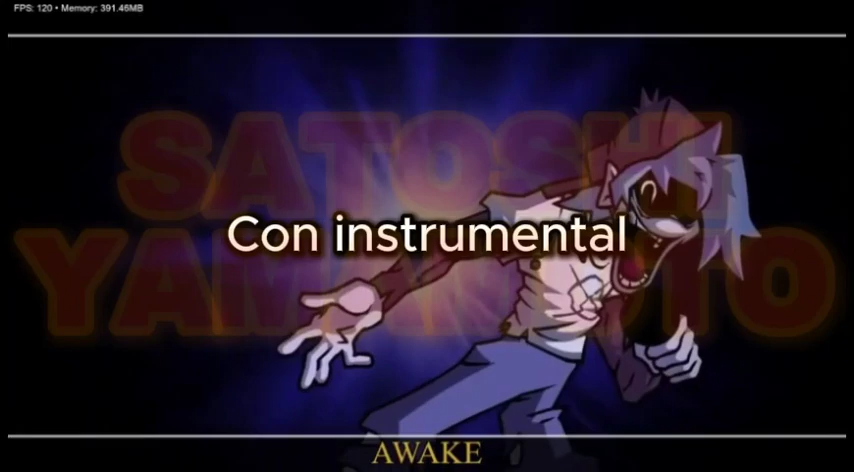 FPS: 120 • Memory: 391.46MB
SATOSHI
Con instrumental
YAMAMOTO
AWAKE